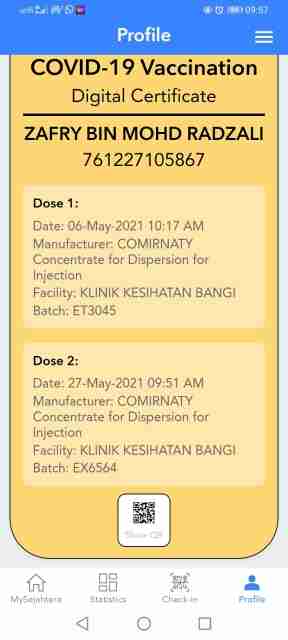 09:57
Profile
COVID-19 Vaccination
Digital Certificate
ZAFRY BIN MOHD RADZALI
761227105867
Dose 1:
Date: 06-May-2021 10:17 AM
Manufacturer: COMIRNATY
Concentrate for Dispersion for
Injection
Facility: KLINIK KESIHATAN BANGI
Batch: ET3045
Dose 2:
Date: 27-May-2021 09:51 AM
Manufacturer: COMIRNATY
Concentrate for Dispersion for
Injection
Facility: KLINIK KESIHATAN BANGI
Batch: EX6564
Show QR
MySejahtera Statistics Check-in Profile